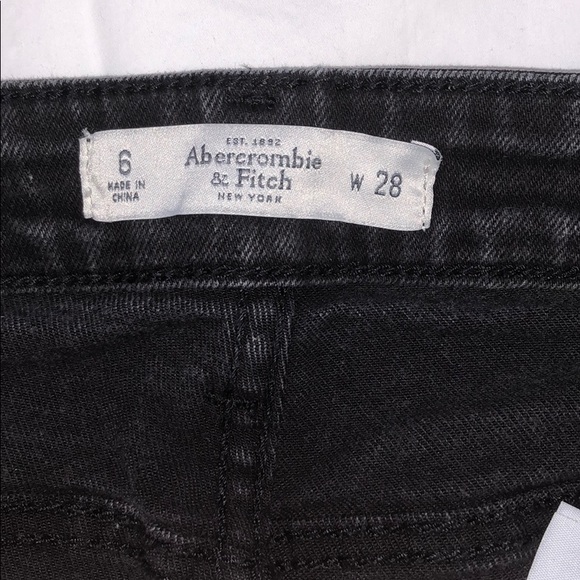 6
MADE IN
CHINA
EST. 1892
Abercrombie
& Fitch
NEW YORK
W 28